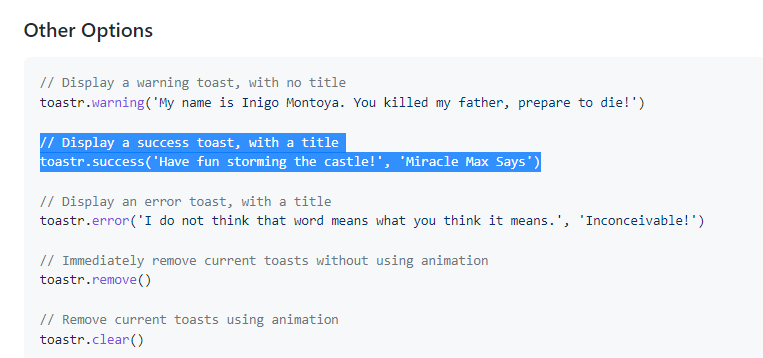 Other Options
// Display a warning toast, with no title
toastr.warning('My name is Inigo Montoya. You killed my father, prepare to die!')
// Display a success toast, with a title
toastr.success('Have fun storming the castle!', 'Miracle Max Says')
// Display an error toast, with a title
toastr.error('I do not think that word means what you think it means.', 'Inconceivable!')
// Immediately remove current toasts without using animation
toastr.remove()
// Remove current toasts using animation
toastr.clear()